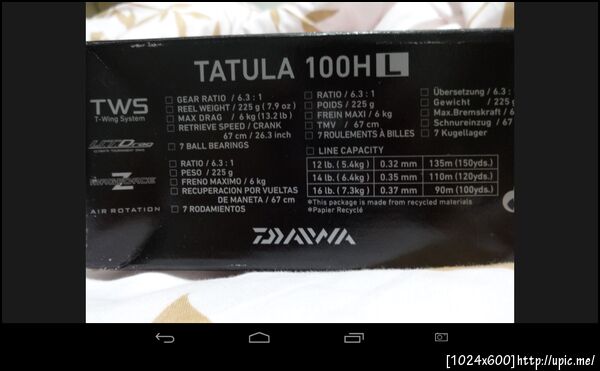 TATULA 100H L
TWS
T-Wing System
GEAR RATIO / 6.3 : 1
REEL WEIGHT / 225 g (7.9 oz )
MAX DRAG / 6 kg (13.2 lb )
RETRIEVE SPEED / CRANK
67 cm / 26.3 inch
7 BALL BEARINGS
RATIO / 6.3 : 1
PESO / 225 g
FRENO MAXIMO / 6 kg
RECUPERACION POR VUELTAS
DE MANETA / 67 cm
7 RODAMIENTOS
RATIO / 6.3 : 1
POIDS / 225 g
FREIN MAXI / 6 kg
TMV / 67 cm
7 ROULEMENTS À BILLES
Übersetzung / 6.3
Gewicht / 225 g
Max.Bremskraft / 6
Schnureinzug / 67
7 Kugellager
LINE CAPACITY
12 lb. ( 5.4kg ) 0.32 mm 135m (150yds.)
14 lb. ( 6.4kg ) 0.35 mm 110m (120yds.)
16 lb. ( 7.3kg ) 0.37 mm 90m (100yds.)
*This package is made from recycled materials
*Papier Recyclé
UTDrag
MAGFORCE Z
AIR ROTATION
DAIWA
[1024x600]http://upic.me/